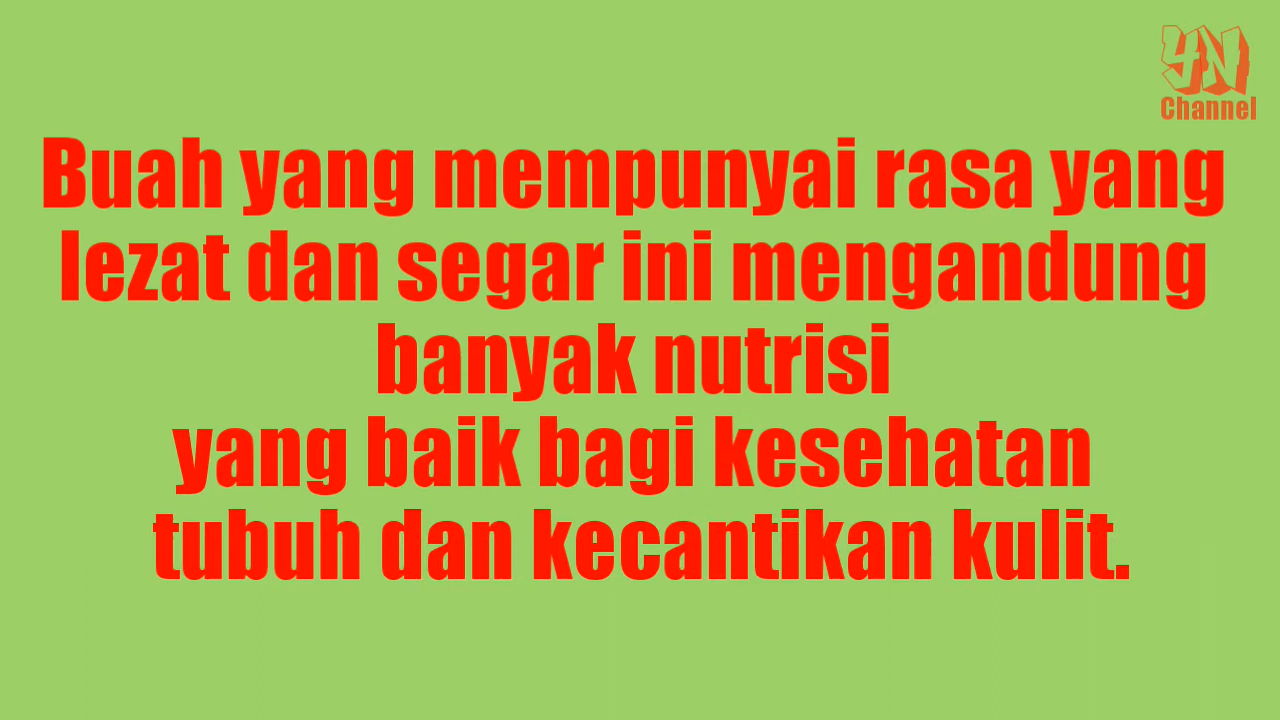 YN
Channel
Buah yang mempunyai rasa yang
lezat dan segar ini mengandung
banyak nutrisi
yang baik bagi kesehatan
tubuh dan kecantikan kulit.